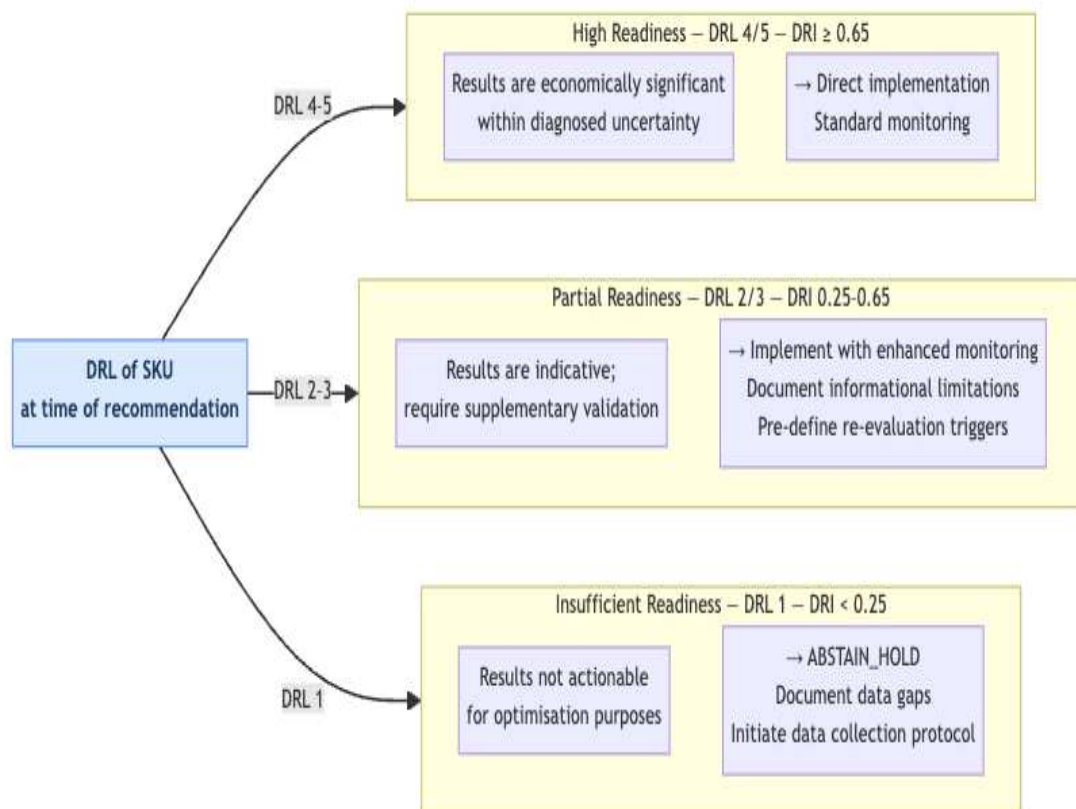 High Readiness – DRL 4/5 – DRI ≥ 0.65
Results are economically significant
within diagnosed uncertainty
→ Direct implementation
Standard monitoring
DRL 4-5
Partial Readiness – DRL 2/3 – DRI 0.25-0.65
Results are indicative;
require supplementary validation
→ Implement with enhanced monitoring
Document informational limitations
Pre-define re-evaluation triggers
DRL of SKU
at time of recommendation
DRL 2-3
Insufficient Readiness – DRL 1 – DRI < 0.25
Results not actionable
for optimisation purposes
→ ABSTAIN_HOLD
Document data gaps
Initiate data collection protocol
DRL 1